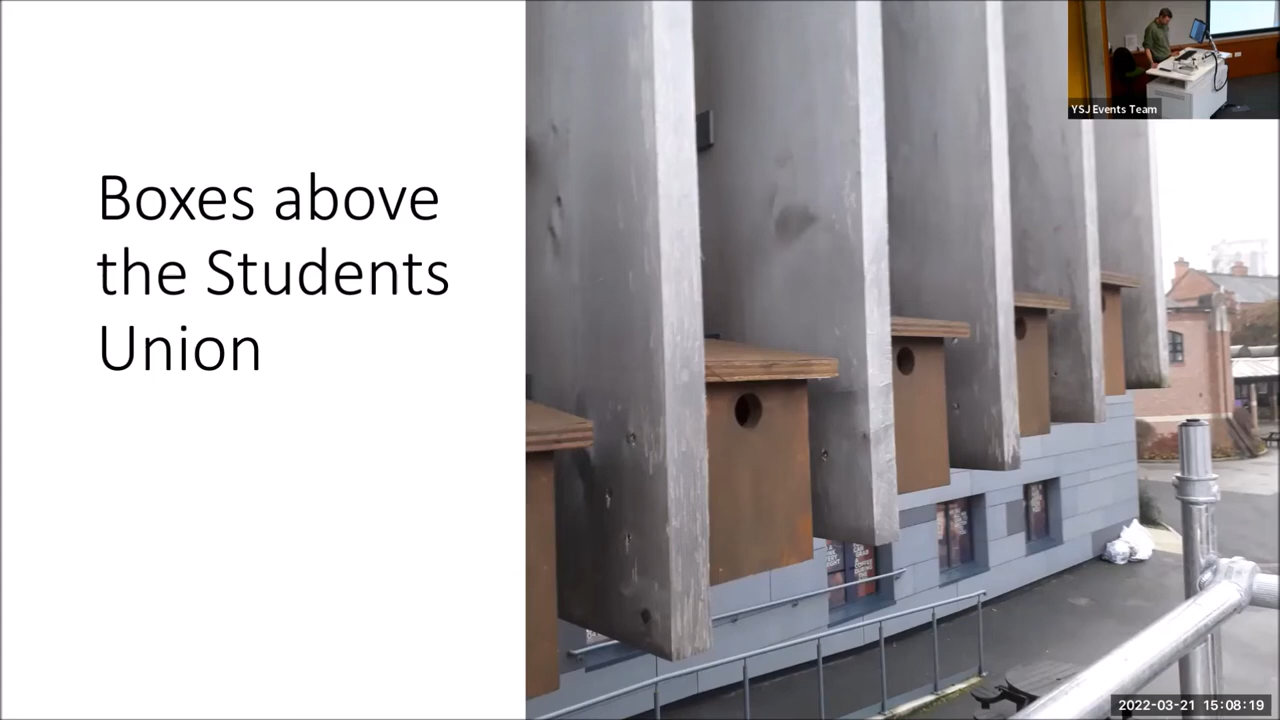 Boxes above
the Students
Union
YSJ Events Team
2022-03-21 15:08:19